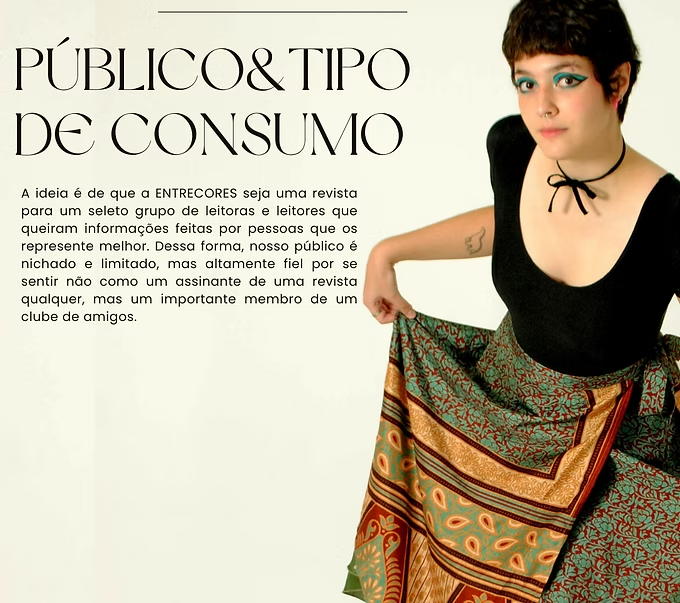 PÚBLICO&TIPO
DE CONSUMO
A ideia é de que a ENTRECORES seja uma revista
para um seleto grupo de leitoras e leitores que
queiram informações feitas por pessoas que os
represente melhor. Dessa forma, nosso público é
nichado e limitado, mas altamente fiel por se
sentir não como um assinante de uma revista
qualquer, mas um importante membro de um
clube de amigos.